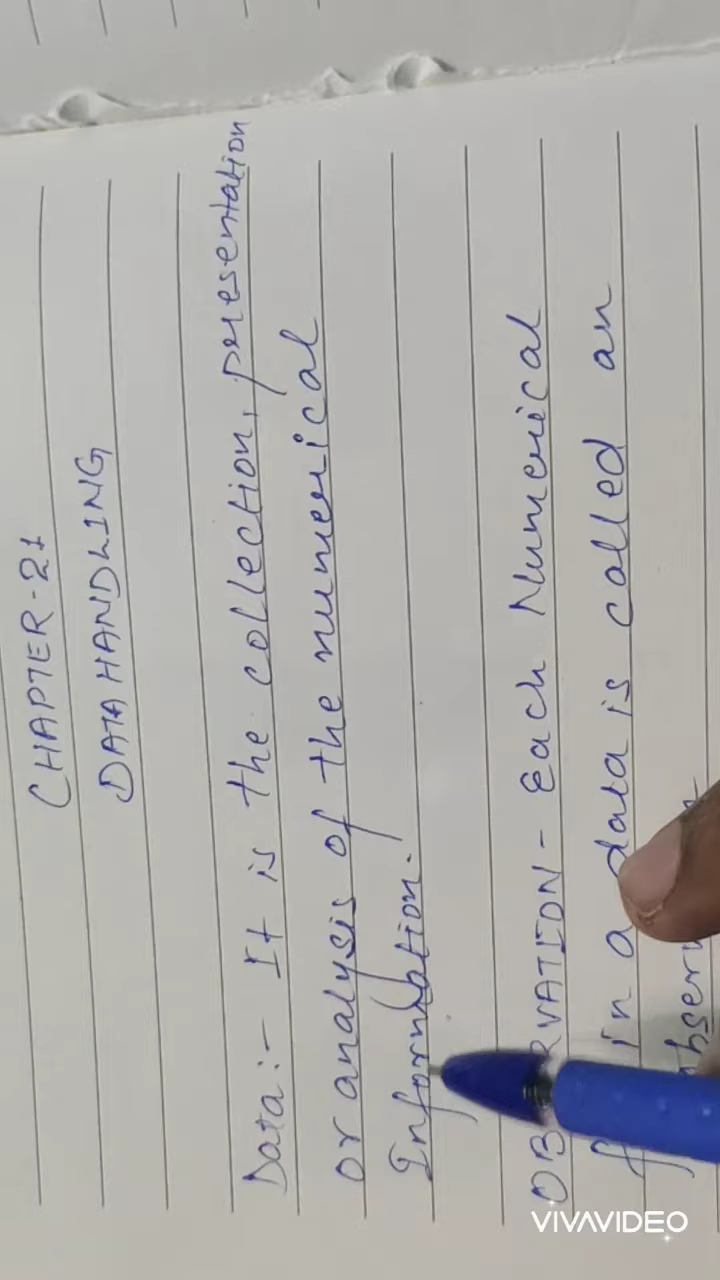 CHAPTER-21
DATA HANDLING
Data:- It is the collection, presentation
or analysis of the numerical
Information.
OB RVATION- Each Numerical
in a data is called an
VIVAVIDEO